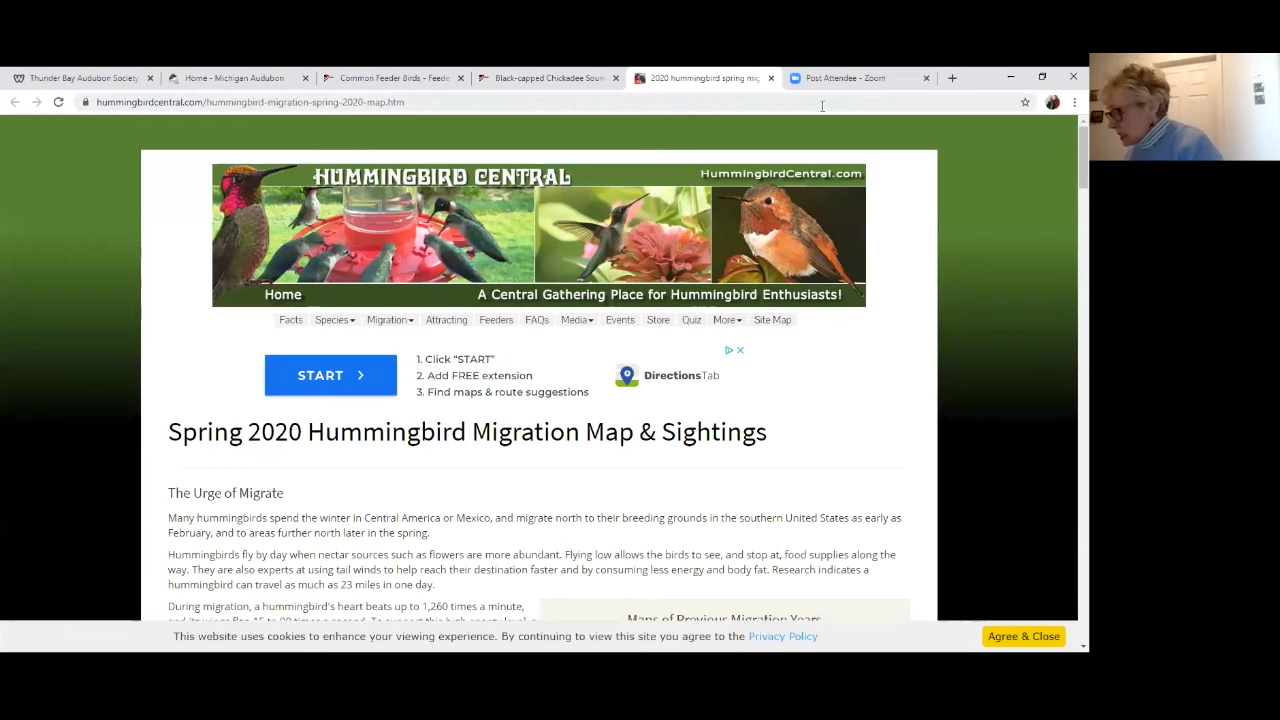 Thunder Bay Audubon Society
Home - Michigan Audubon
Common Feeder Birds - Feede
Black-capped Chickadee Soun
2020 hummingbird spring mig
Post Attendee - Zoom
hummingbirdcentral.com/hummingbird-migration-spring-2020-map.htm
HUMMINGBIRD CENTRAL
HummingbirdCentral.com
Home
A Central Gathering Place for Hummingbird Enthusiasts!
Facts Species Migration Attracting Feeders FAQs Media Events Store Quiz More Site Map
START
1. Click “START”
2. Add FREE extension
3. Find maps & route suggestions
DirectionsTab
Spring 2020 Hummingbird Migration Map & Sightings
The Urge of Migrate
Many hummingbirds spend the winter in Central America or Mexico, and migrate north to their breeding grounds in the southern United States as early as
February, and to areas further north later in the spring.
Hummingbirds fly by day when nectar sources such as flowers are more abundant. Flying low allows the birds to see, and stop at, food supplies along the
way. They are also experts at using tail winds to help reach their destination faster and by consuming less energy and body fat. Research indicates a
hummingbird can travel as much as 23 miles in one day.
During migration, a hummingbird's heart beats up to 1,260 times a minute,
Maps of Previous Migration Years
This website uses cookies to enhance your viewing experience. By continuing to view this site you agree to the Privacy Policy
Agree & Close